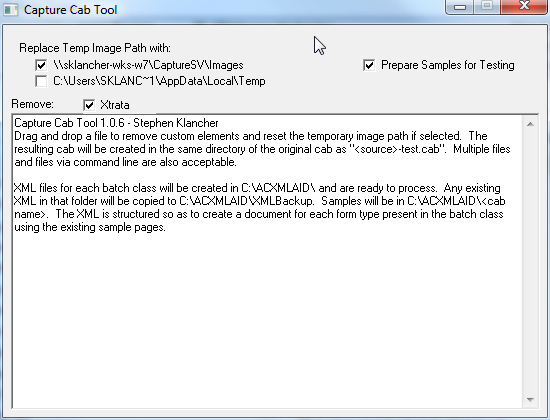 Capture Cab Tool
Replace Temp Image Path with:
\\sklancher-wks-w7\CaptureSV\Images
Prepare Samples for Testing
C:\Users\SKLANC~1\AppData\Local\Temp
Remove:
Xtrata
Capture Cab Tool 1.0.6 - Stephen Klancher
Drag and drop a file to remove custom elements and reset the temporary image path if selected.  The
resulting cab will be created in the same directory of the original cab as "<source>-test.cab".  Multiple files
and files via command line are also acceptable.
XML files for each batch class will be created in C:\ACXMLAID\ and are ready to process.  Any existing
XML in that folder will be copied to C:\ACXMLAID\XMLBackup.  Samples will be in C:\ACXMLAID\<cab
name>.  The XML is structured so as to create a document for each form type present in the batch class
using the existing sample pages.